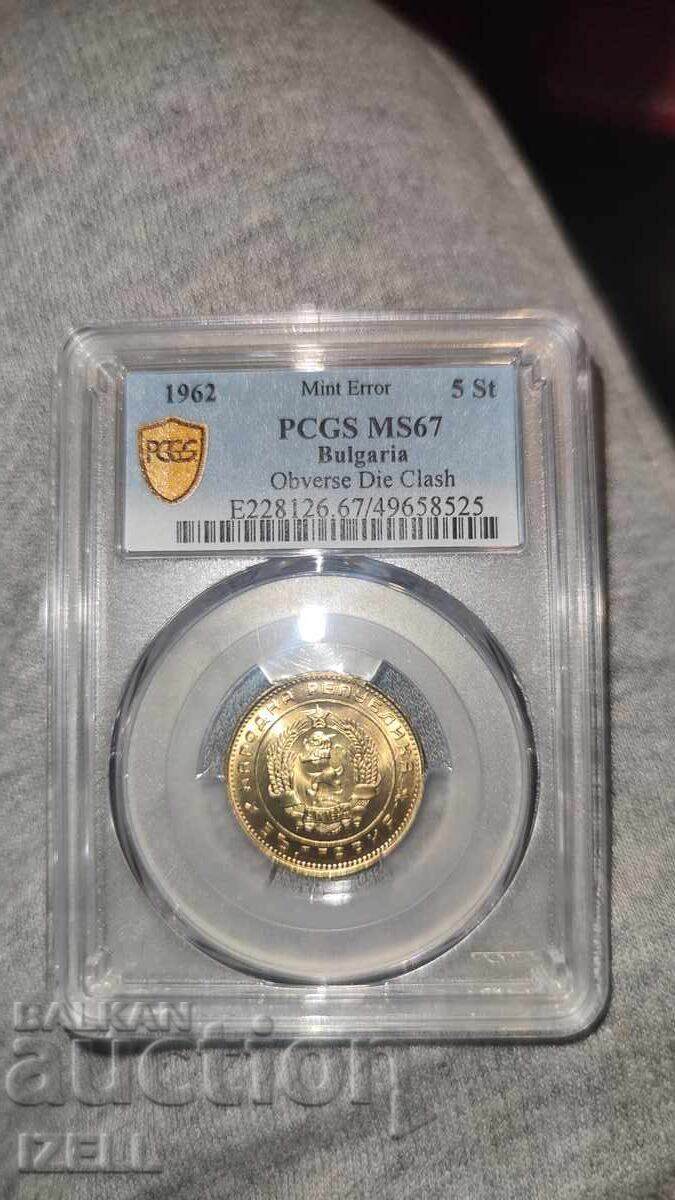 1962 Mint Error 5 St
PCGS PCGS MS67
Bulgaria
Obverse Die Clash
E228126.67/49658525
НАРОДНА РЕПУБЛИКА
БЪЛГАРИЯ
BALKAN
auction
IZELL